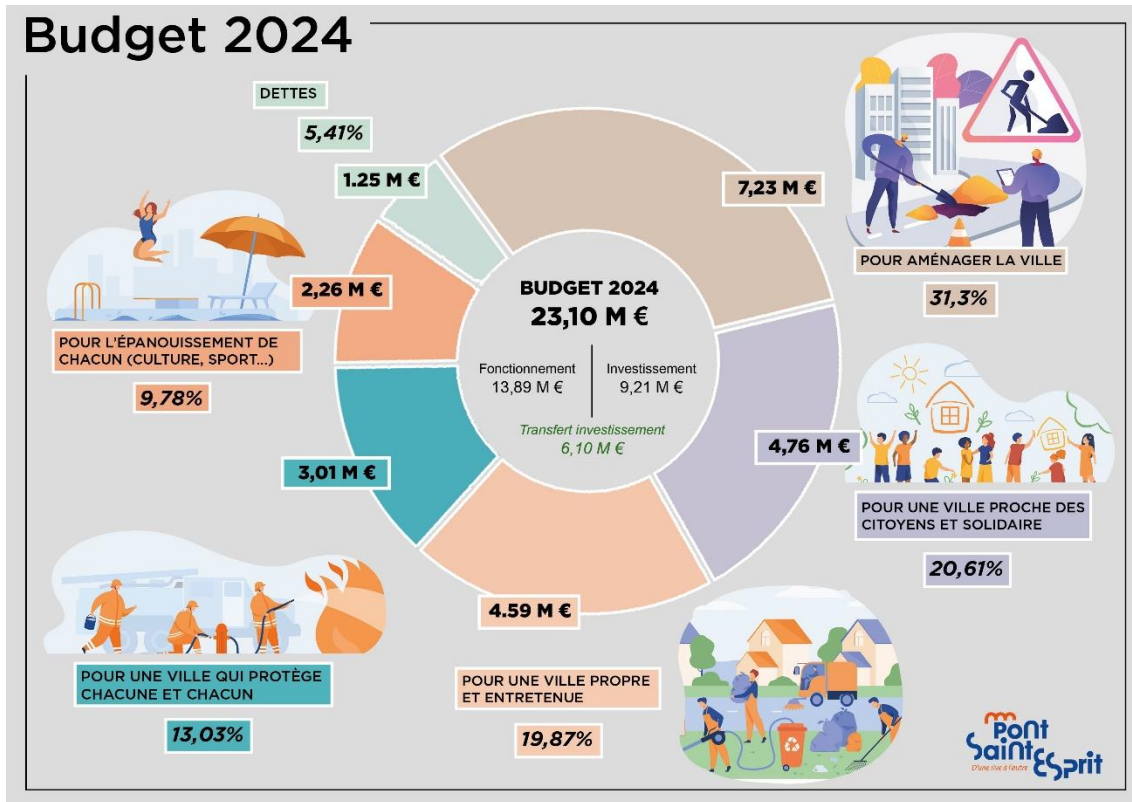 Budget 2024
DETTES
5,41%
1.25 M €
7,23 M €
POUR AMÉNAGER LA VILLE
31,3%
2,26 M €
POUR L'ÉPANOUISSEMENT DE
CHACUN (CULTURE, SPORT...)
9,78%
BUDGET 2024
23,10 M €
Fonctionnement
13,89 M €
Investissement
9,21 M €
Transfert investissement
6,10 M €
4,76 M €
POUR UNE VILLE PROCHE DES
CITOYENS ET SOLIDAIRE
20,61%
3,01 M €
POUR UNE VILLE QUI PROTÈGE
CHACUNE ET CHACUN
13,03%
4.59 M €
POUR UNE VILLE PROPRE
ET ENTRETENUE
19,87%
Pont
Saint
ESprit
D'une rive à l'autre